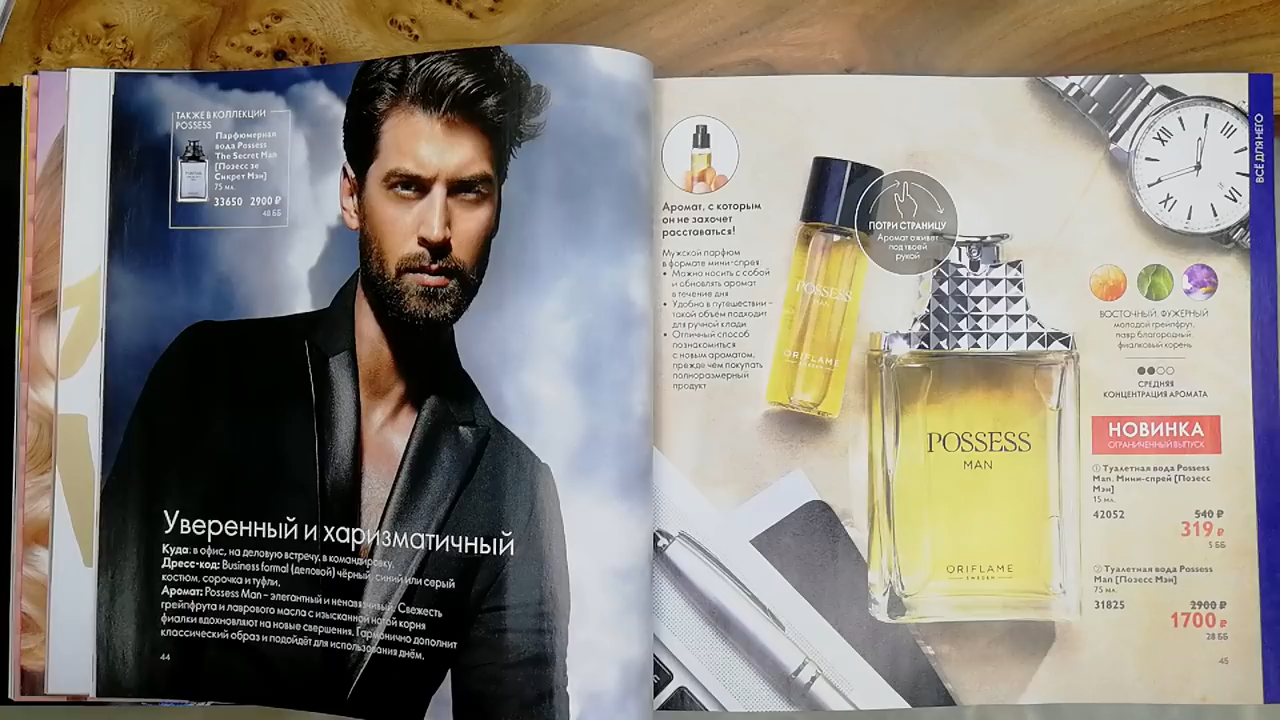 ТАКЖЕ В КОЛЛЕКЦИИ
POSSESS
Парфюмерная
вода Possess
The Secret Man
[Позесс зе
Сикрет Мэн]
75 мл.
33650 2900 ₽
40 ББ
Уверенный и харизматичный
Куда: в офис, на деловую встречу, в командировку.
Дресс-код: Business formal (деловой) чёрный, синий или серый
костюм, сорочка и туфли.
Аромат: Possess Man – элегантный и ненавязчивый. Свежесть
грейпфрута и лаврового масла с изысканной нотой корня
фиалки вдохновляют на новые свершения. Гармонично дополнит
классический образ и подойдёт для использования днём.
44
Аромат, с которым
он не захочет
расставаться!
Мужской парфюм
в формате мини-спрея:
• Можно носить с собой
и обновлять аромат
в течение дня
• Удобно в путешествии –
такой объём подходит
для ручной клади
• Отличный способ
познакомиться
с новым ароматом,
прежде чем покупать
полноразмерный
продукт
POSSESS
MAN
ORIFLAME
SWEDEN
ПОТРИ СТРАНИЦУ
Аромат оживёт
под твоей
рукой
POSSESS
MAN
ORIFLAME
SWEDEN
ВСЁ ДЛЯ НЕГО
ВОСТОЧНЫЙ, ФУЖЕРНЫЙ
молодой грейпфрут,
лавр благородный,
фиалковый корень
СРЕДНЯЯ
КОНЦЕНТРАЦИЯ АРОМАТА
НОВИНКА
ОГРАНИЧЕННЫЙ ВЫПУСК
① Туалетная вода Possess
Man. Мини-спрей [Позесс
Мэн]
15 мл.
42052 540 ₽
319 ₽
5 ББ
② Туалетная вода Possess
Man [Позесс Мэн]
75 мл.
31825 2900 ₽
1700 ₽
28 ББ
45